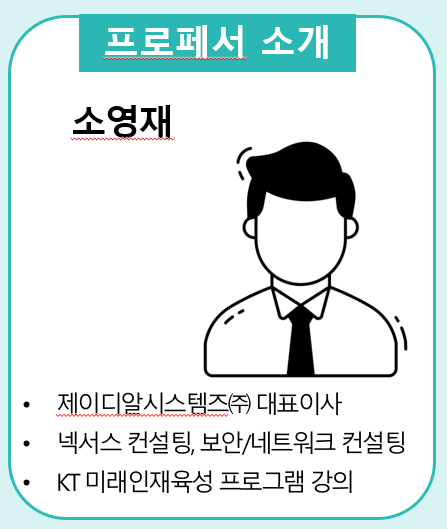 프로페서 소개
소영재
• 제이디알시스템즈㈜ 대표이사
• 넥서스 컨설팅, 보안/네트워크 컨설팅
• KT 미래인재육성 프로그램 강의